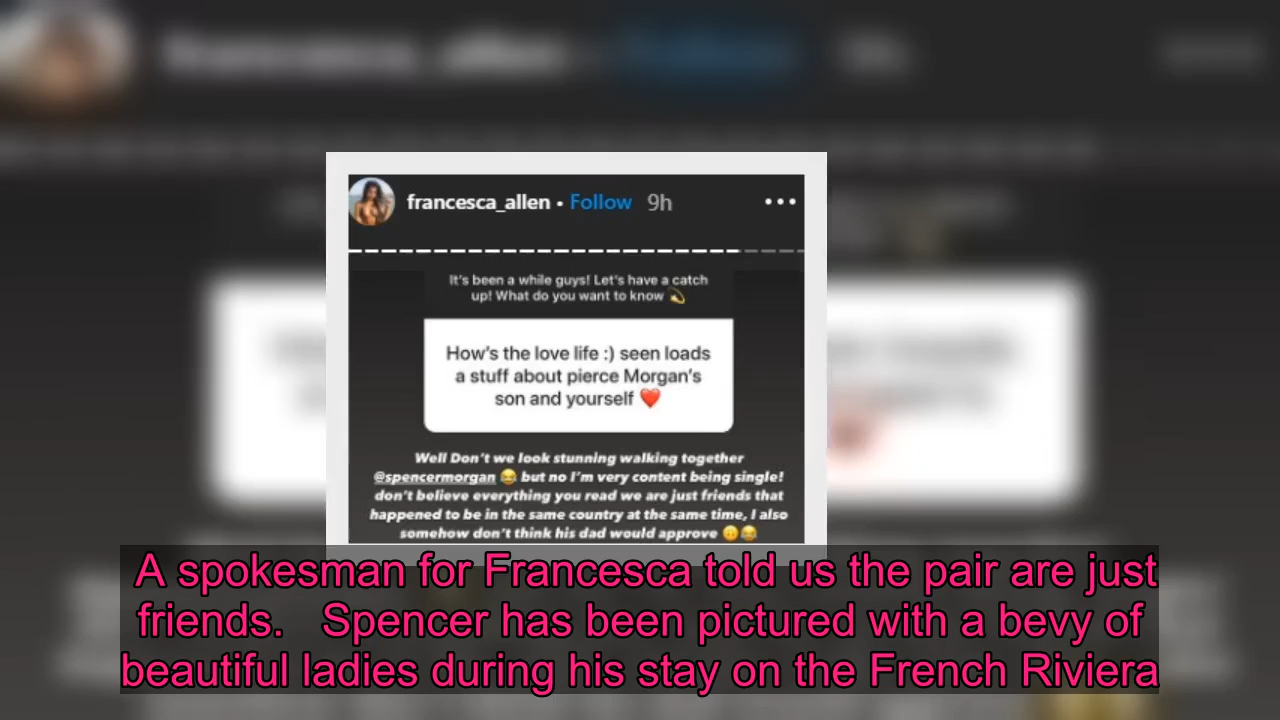 francesca_allen • Follow 9h
It's been a while guys! Let's have a catch
up! What do you want to know 💫
How's the love life :) seen loads
a stuff about pierce Morgan's
son and yourself ❤️
Well Don't we look stunning walking together
@spencermorgan 😂 but no I'm very content being single!
don't believe everything you read we are just friends that
happened to be in the same country at the same time, I also
somehow don't think his dad would approve 🙃😂
A spokesman for Francesca told us the pair are just
friends. Spencer has been pictured with a bevy of
beautiful ladies during his stay on the French Riviera